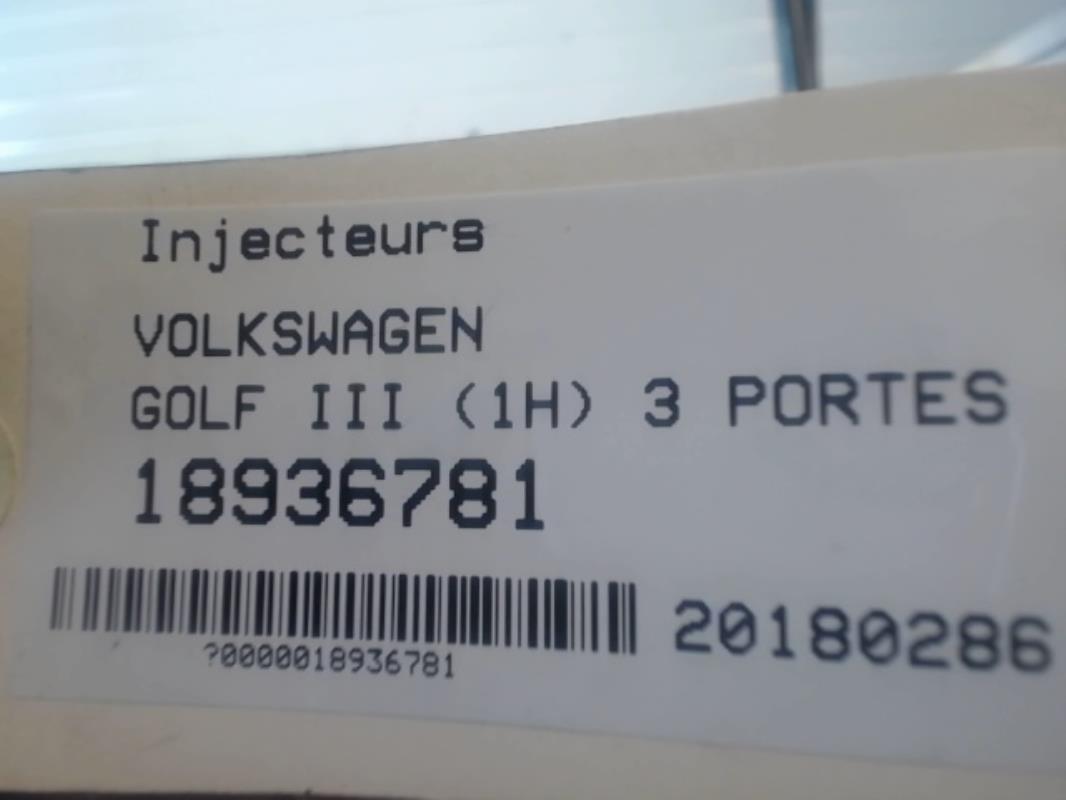 Injecteurs
VOLKSWAGEN
GOLF III (1H) 3 PORTES
18936781
?0000018936781
20180286